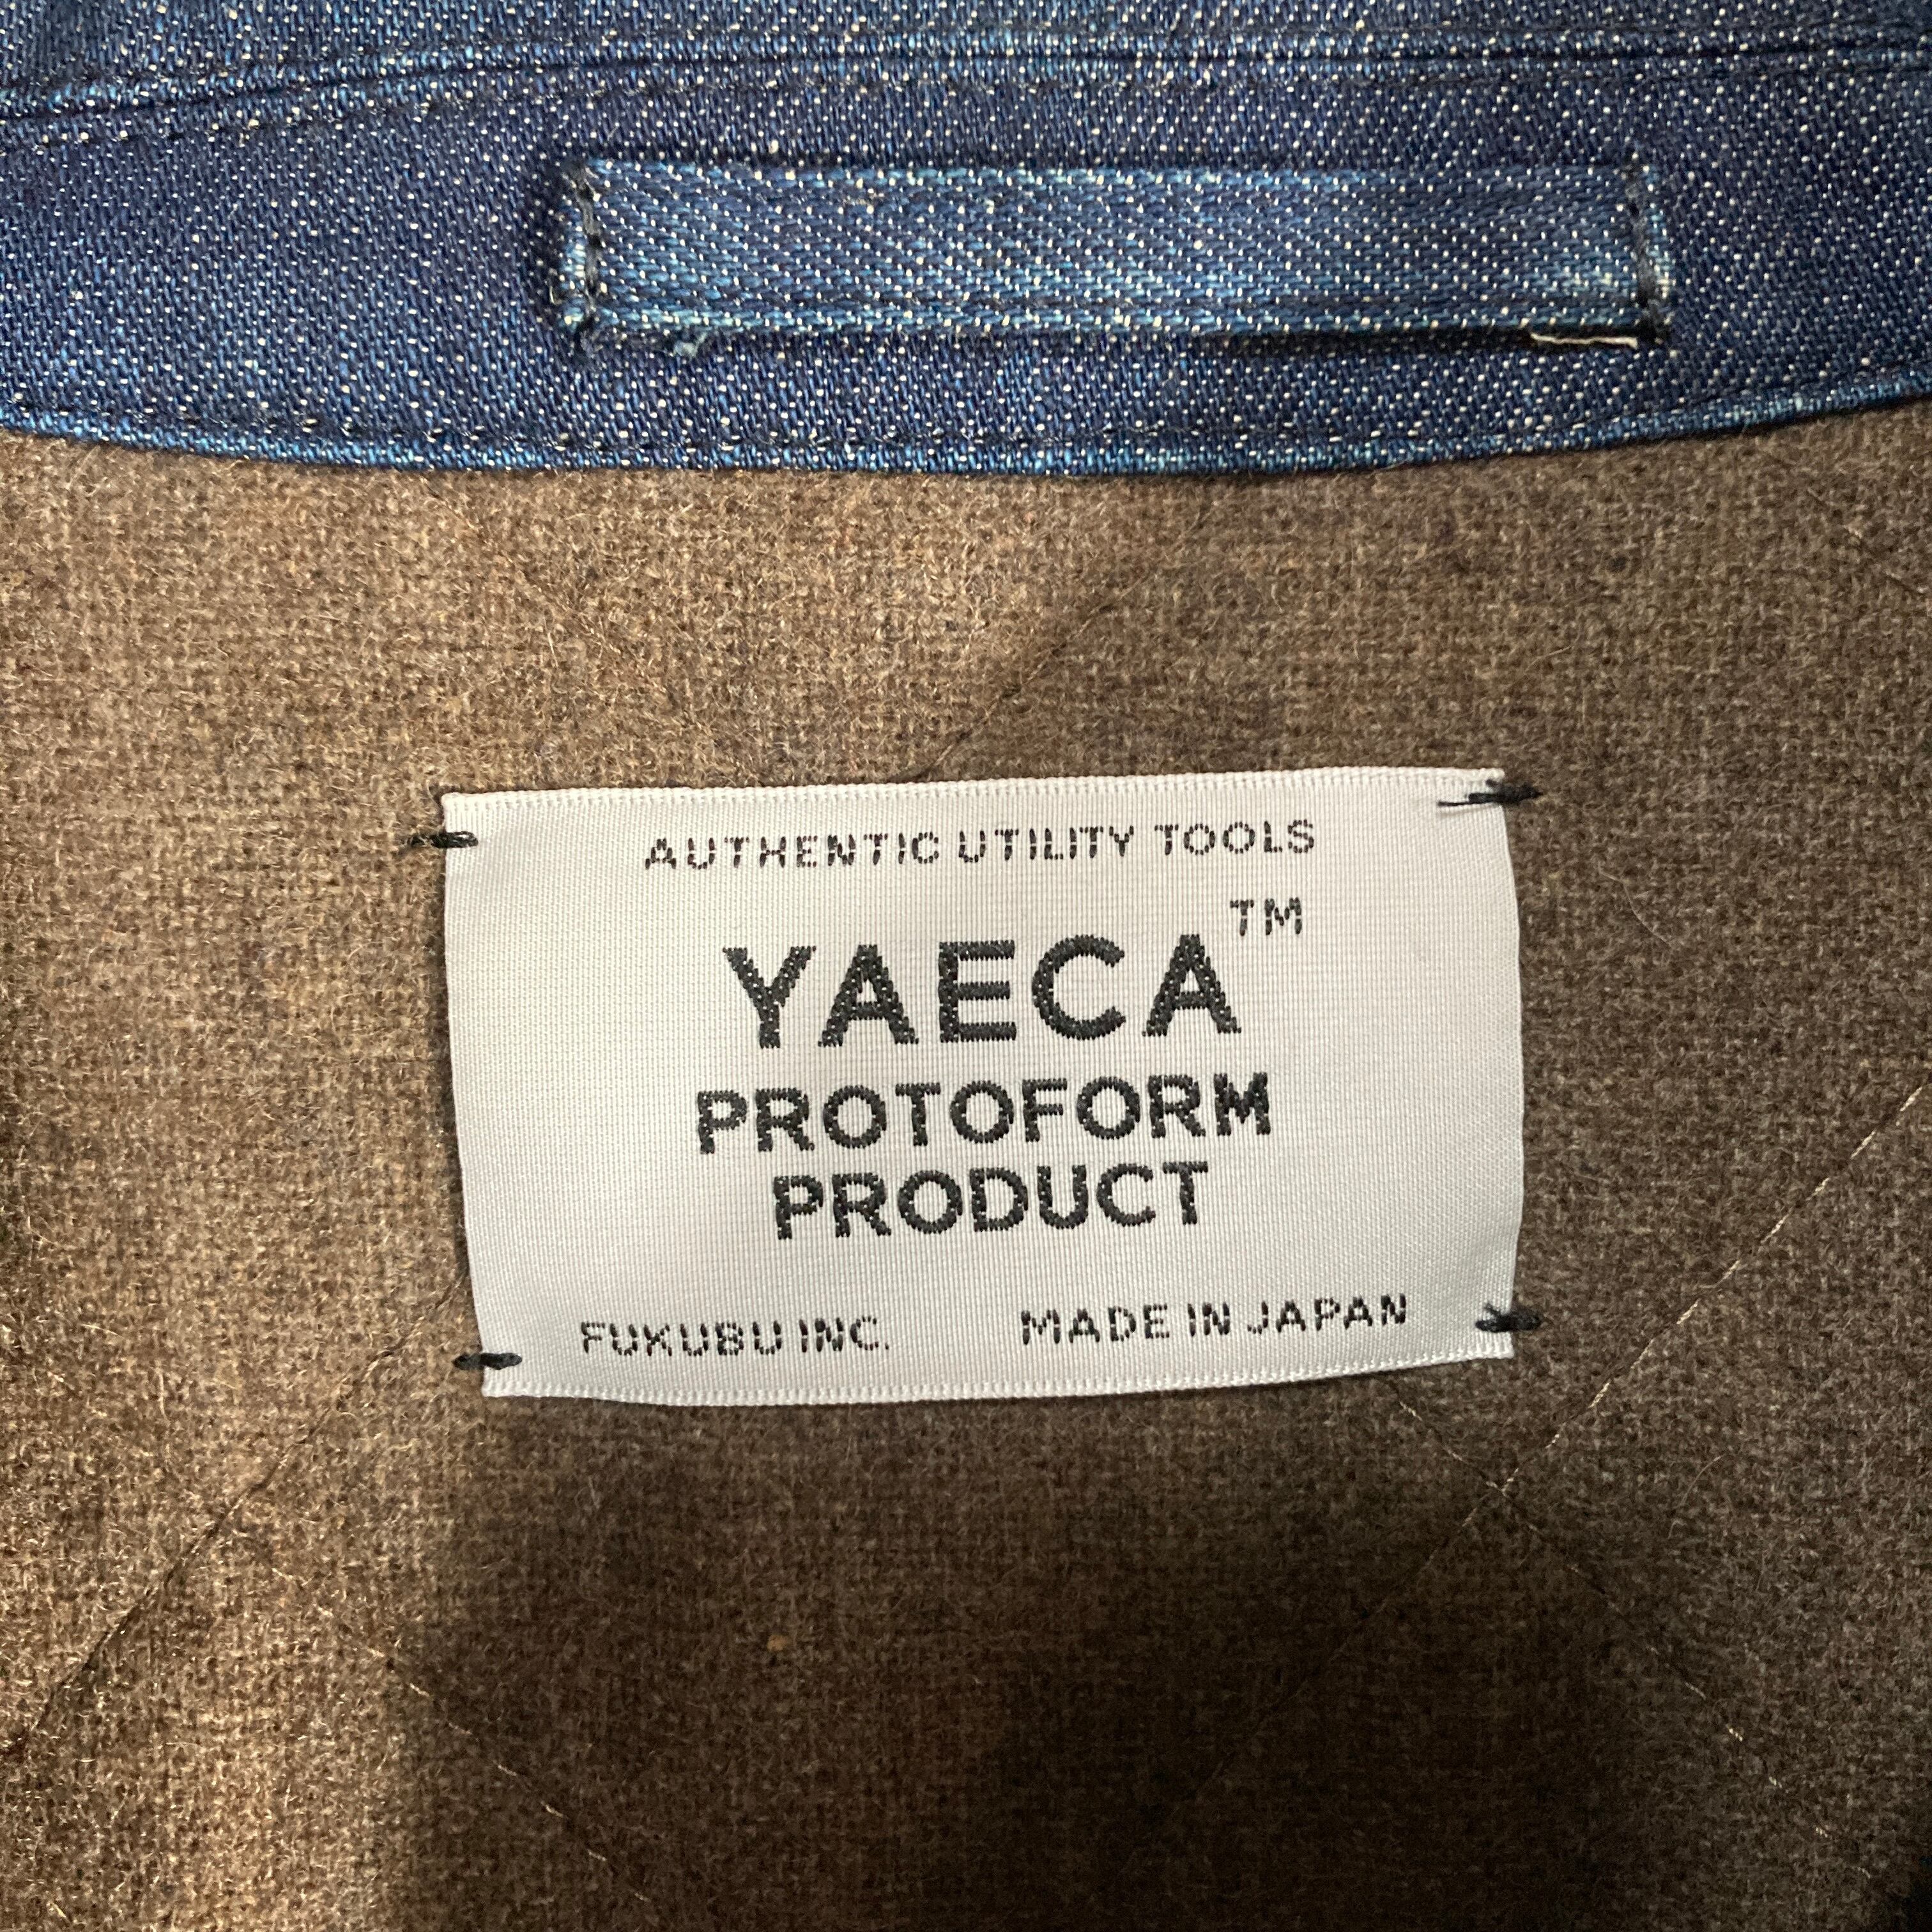 AUTHENTIC UTILITY TOOLS
YAECA™
PROTOFORM
PRODUCT
FUKUBU INC. MADE IN JAPAN